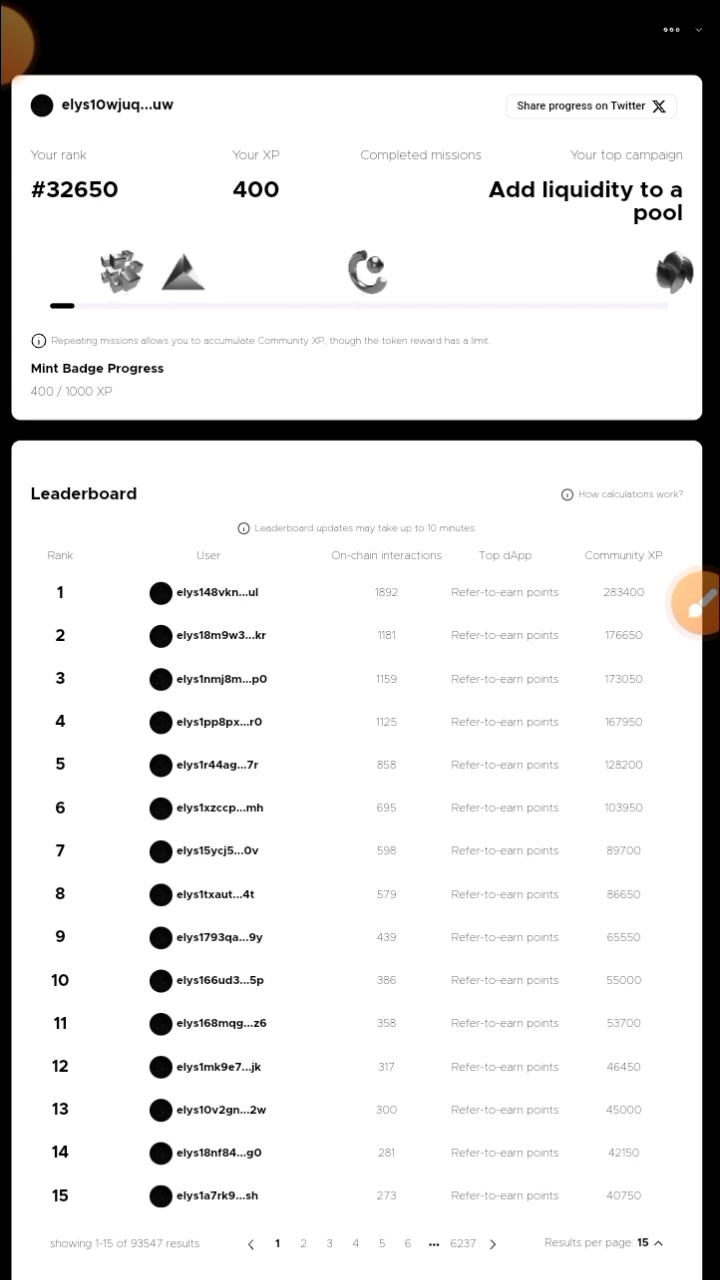 elys10wjuq...uw
Share progress on Twitter
Your rank Your XP Completed missions Your top campaign
#32650 400 Add liquidity to a
pool
Repeating missions allows you to accumulate Community XP, though the token reward has a limit.
Mint Badge Progress
400 / 1000 XP
Leaderboard
How calculations work?
Leaderboard updates may take up to 10 minutes.
Rank User On-chain interactions Top dApp Community XP
1 elys148vkn...ul 1892 Refer-to-earn points 283400
2 elys18m9w3...kr 1181 Refer-to-earn points 176650
3 elys1nmj8m...p0 1159 Refer-to-earn points 173050
4 elys1pp8px...r0 1125 Refer-to-earn points 167950
5 elys1r44ag...7r 858 Refer-to-earn points 128200
6 elys1xzccp...mh 695 Refer-to-earn points 103950
7 elys15ycj5...0v 598 Refer-to-earn points 89700
8 elys1txaut...4t 579 Refer-to-earn points 86650
9 elys1793qa...9y 439 Refer-to-earn points 65550
10 elys166ud3...5p 386 Refer-to-earn points 55000
11 elys168mqg...z6 358 Refer-to-earn points 53700
12 elys1mk9e7...jk 317 Refer-to-earn points 46450
13 elys10v2gn...2w 300 Refer-to-earn points 45000
14 elys18nf84...g0 281 Refer-to-earn points 42150
15 elys1a7rk9...sh 273 Refer-to-earn points 40750
showing 1-15 of 93547 results 1 2 3 4 5 6 ... 6237 Results per page: 15